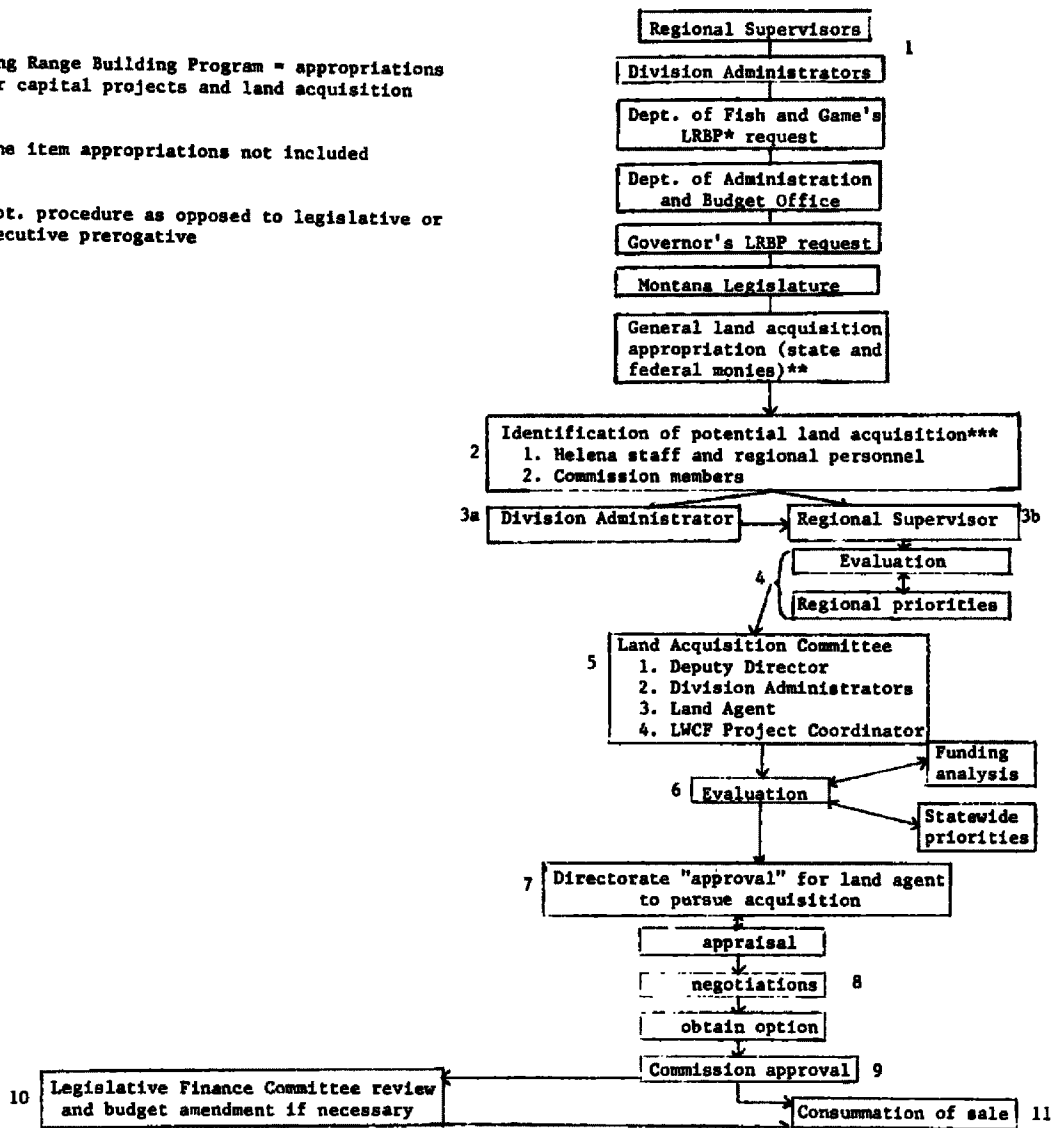 ng Range Building Program = appropriations
r capital projects and land acquisition
ne item appropriations not included
pt. procedure as opposed to legislative or
ecutive prerogative
Regional Supervisors
1
Division Administrators
Dept. of Fish and Game's
LRBP* request
Dept. of Administration
and Budget Office
Governor's LRBP request
Montana Legislature
General land acquisition
appropriation (state and
federal monies)**
2
Identification of potential land acquisition***
1. Helena staff and regional personnel
2. Commission members
3a
Division Administrator
Regional Supervisor
3b
4
Evaluation
Regional priorities
5
Land Acquisition Committee
1. Deputy Director
2. Division Administrators
3. Land Agent
4. LWCF Project Coordinator
Funding
analysis
6
Evaluation
Statewide
priorities
7
Directorate "approval" for land agent
to pursue acquisition
appraisal
negotiations
8
obtain option
Commission approval
9
10
Legislative Finance Committee review
and budget amendment if necessary
Consummation of sale
11